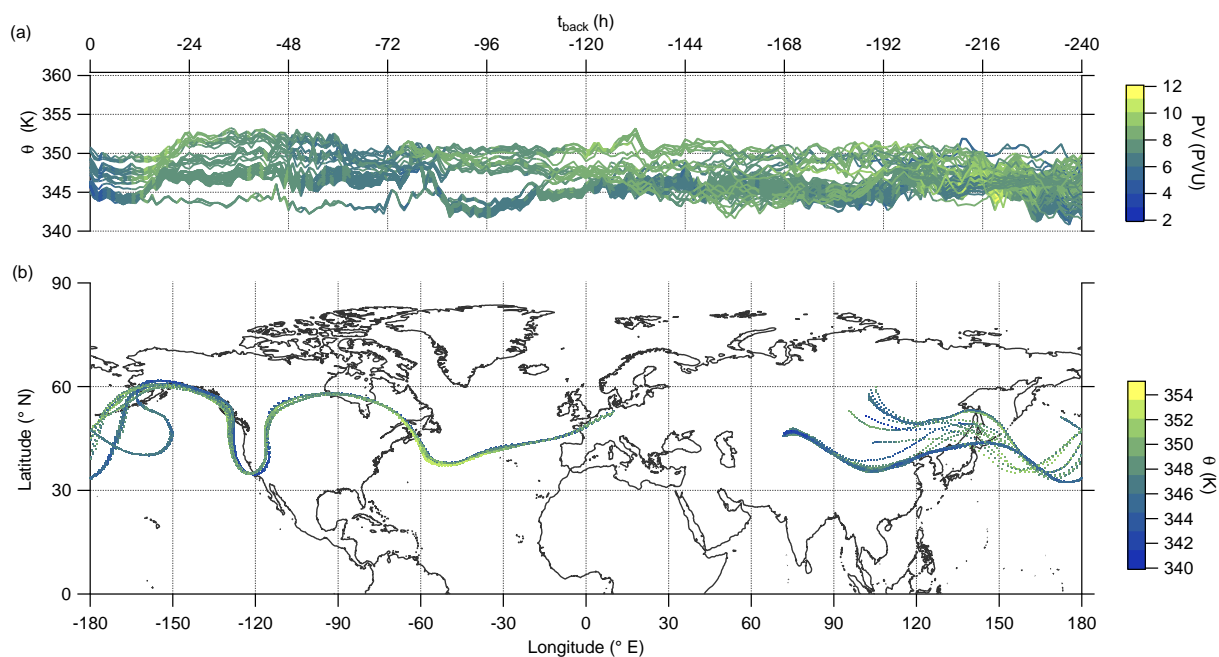 t_back (h)
(a)
0 -24 -48 -72 -96 -120 -144 -168 -192 -216 -240
360
355
350
345
340
θ (K)
12
10
8
6
4
2
PV (PVU)
(b)
90
60
30
0
Latitude (° N)
354
352
350
348
346
344
342
340
θ (K)
-180 -150 -120 -90 -60 -30 0 30 60 90 120 150 180
Longitude (° E)